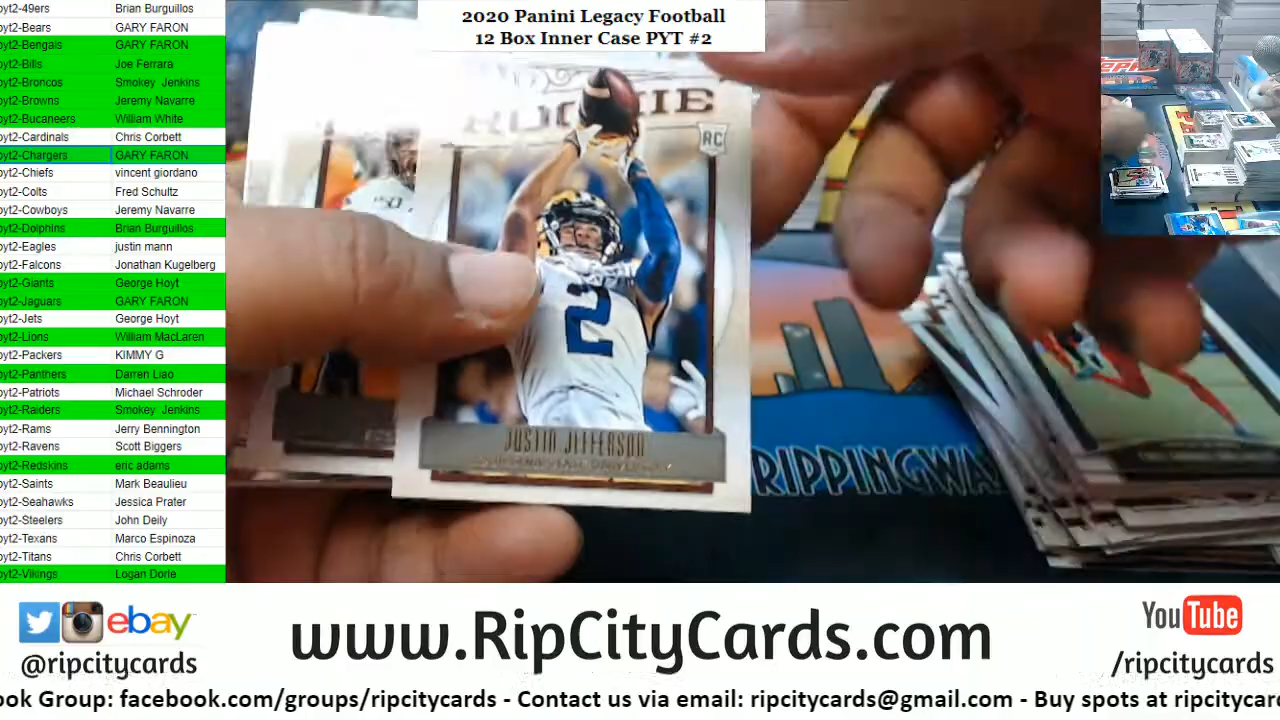 2020 Panini Legacy Football
12 Box Inner Case PYT #2
pyt2-49ers Brian Burguillos
pyt2-Bears GARY FARON
pyt2-Bengals GARY FARON
pyt2-Bills Joe Ferrara
pyt2-Broncos Smokey Jenkins
pyt2-Browns Jeremy Navarre
pyt2-Bucaneers William White
pyt2-Cardinals Chris Corbett
pyt2-Chargers GARY FARON
pyt2-Chiefs vincent giordano
pyt2-Colts Fred Schultz
pyt2-Cowboys Jeremy Navarre
pyt2-Dolphins Brian Burguillos
pyt2-Eagles justin mann
pyt2-Falcons Jonathan Kugelberg
pyt2-Giants George Hoyt
pyt2-Jaguars GARY FARON
pyt2-Jets George Hoyt
pyt2-Lions William MacLaren
pyt2-Packers KIMMY G
pyt2-Panthers Darren Liao
pyt2-Patriots Michael Schroder
pyt2-Raiders Smokey Jenkins
pyt2-Rams Jerry Bennington
pyt2-Ravens Scott Biggers
pyt2-Redskins eric adams
pyt2-Saints Mark Beaulieu
pyt2-Seahawks Jessica Prater
pyt2-Steelers John Deily
pyt2-Texans Marco Espinoza
pyt2-Titans Chris Corbett
pyt2-Vikings Logan Dorle
ROOKIE
RC
2
JUSTIN JEFFERSON
150
RIPPINGWA
ebay
@ripcitycards
www.RipCityCards.com
YouTube
/ripcitycards
ook Group: facebook.com/groups/ripcitycards - Contact us via email: ripcitycards@gmail.com - Buy spots at ripcitycar